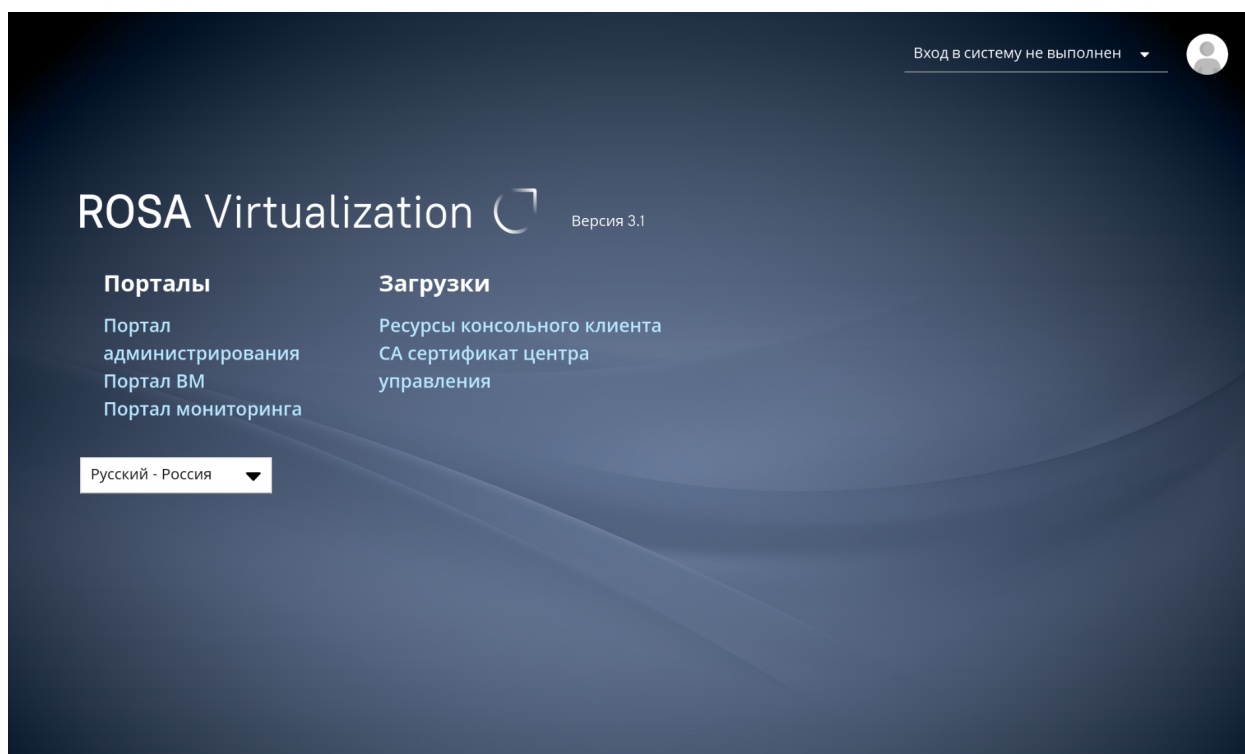 Вход в систему не выполнен
ROSA Virtualization
Версия 3.1
Порталы
Портал
администрирования
Портал ВМ
Портал мониторинга
Загрузки
Ресурсы консольного клиента
CA сертификат центра
управления
Русский - Россия